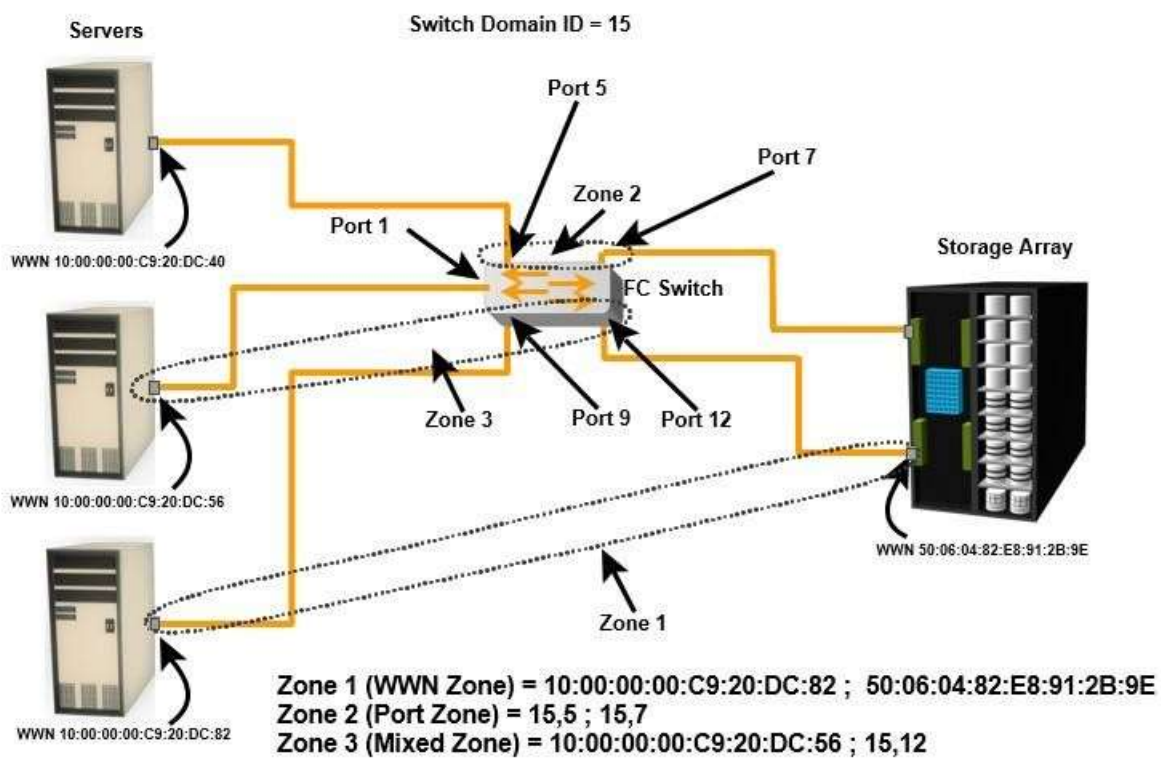 Servers
Switch Domain ID = 15
Port 5
Port 7
Zone 2
Port 1
WWN 10:00:00:00:C9:20:DC:40
Storage Array
FC Switch
Zone 3
Port 9
Port 12
WWN 10:00:00:00:C9:20:DC:56
WWN 50:06:04:82:E8:91:2B:9E
Zone 1
WWN 10:00:00:00:C9:20:DC:82
Zone 1 (WWN Zone) = 10:00:00:00:C9:20:DC:82 ; 50:06:04:82:E8:91:2B:9E
Zone 2 (Port Zone) = 15,5 ; 15,7
Zone 3 (Mixed Zone) = 10:00:00:00:C9:20:DC:56 ; 15,12